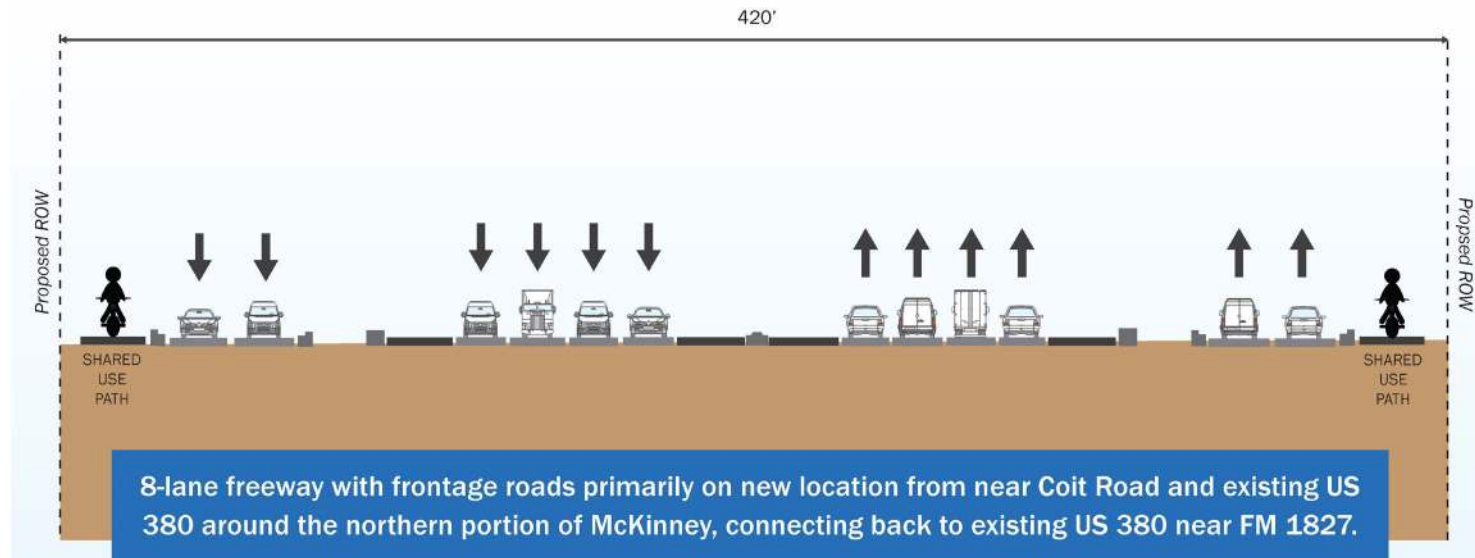 420'
Proposed ROW
Propsed ROW
SHARED
USE
PATH
SHARED
USE
PATH
8-lane freeway with frontage roads primarily on new location from near Coit Road and existing US
380 around the northern portion of McKinney, connecting back to existing US 380 near FM 1827.